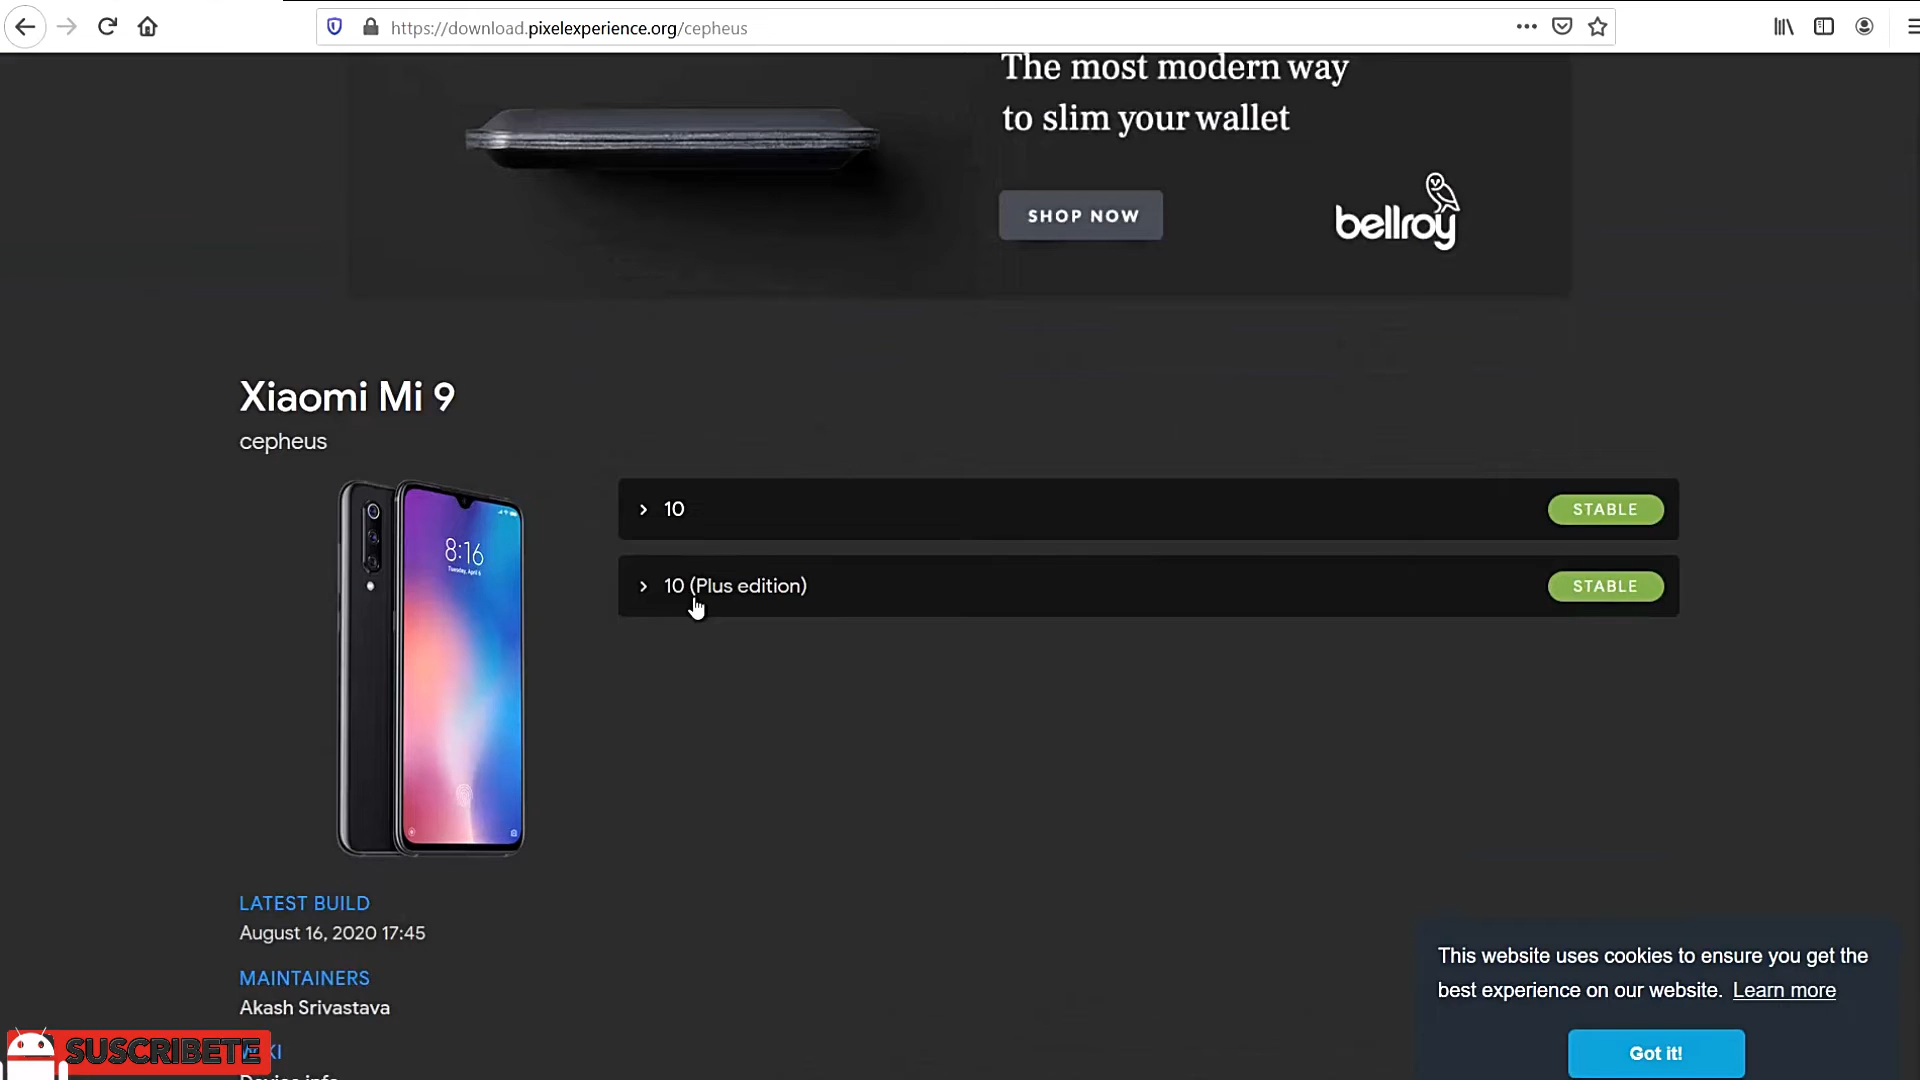 https://download.pixelexperience.org/cepheus
The most modern way
to slim your wallet
SHOP NOW
bellroy
Xiaomi Mi 9
cepheus
10
STABLE
10 (Plus edition)
STABLE
8:16
LATEST BUILD
August 16, 2020 17:45
MAINTAINERS
Akash Srivastava
This website uses cookies to ensure you get the
best experience on our website. Learn more
Got it!
SUSCRIBETE
Device info